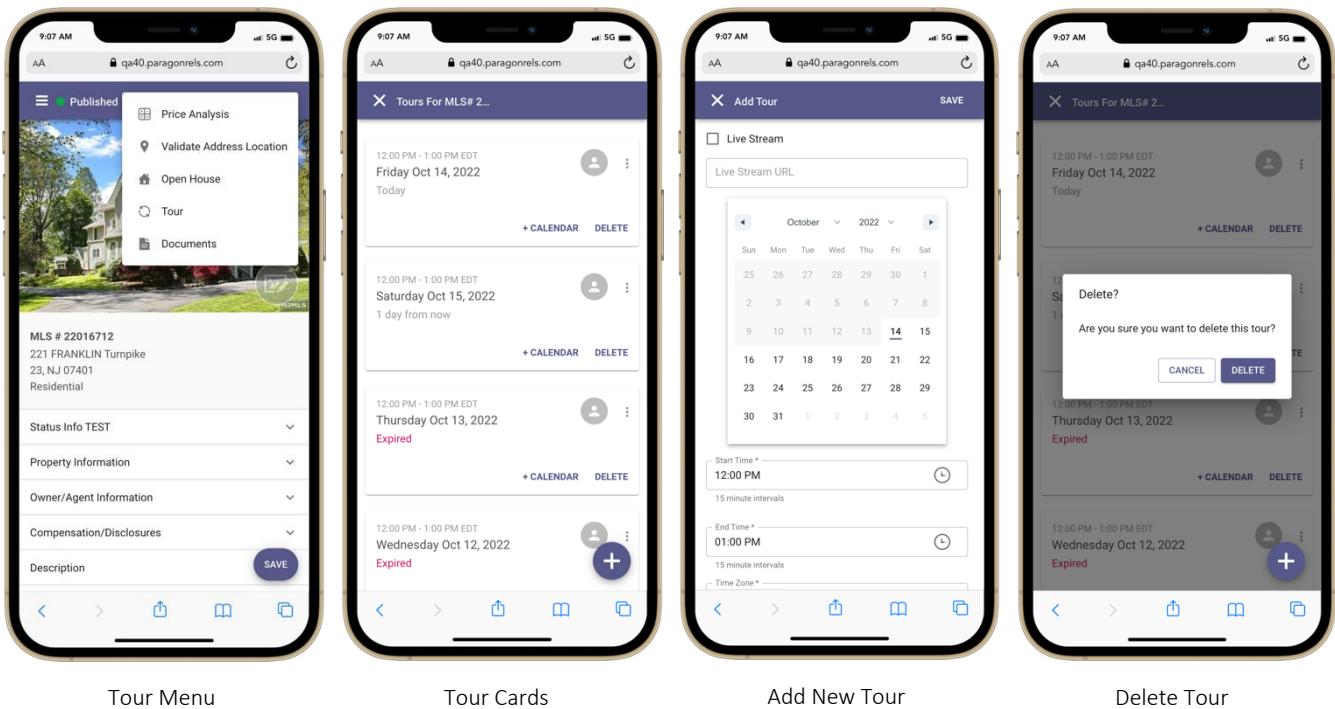 9:07 AM
5G
AA
qa40.paragonrels.com
Published
Price Analysis
Validate Address Location
Open House
Tour
Documents
NJMLS
MLS # 22016712
221 FRANKLIN Turnpike
23, NJ 07401
Residential
Status Info TEST
Property Information
Owner/Agent Information
Compensation/Disclosures
Description
SAVE
Tour Menu
9:07 AM
5G
AA
qa40.paragonrels.com
Tours For MLS# 2...
12:00 PM - 1:00 PM EDT
Friday Oct 14, 2022
Today
+ CALENDAR DELETE
12:00 PM - 1:00 PM EDT
Saturday Oct 15, 2022
1 day from now
+ CALENDAR DELETE
12:00 PM - 1:00 PM EDT
Thursday Oct 13, 2022
Expired
+ CALENDAR DELETE
12:00 PM - 1:00 PM EDT
Wednesday Oct 12, 2022
Expired
+
Tour Cards
9:07 AM
5G
AA
qa40.paragonrels.com
Add Tour SAVE
Live Stream
Live Stream URL
October 2022
Sun Mon Tue Wed Thu Fri Sat
25 26 27 28 29 30 1
2 3 4 5 6 7 8
9 10 11 12 13 14 15
16 17 18 19 20 21 22
23 24 25 26 27 28 29
30 31 1 2 3 4 5
Start Time *
12:00 PM
15 minute intervals
End Time *
01:00 PM
15 minute intervals
Time Zone *
Add New Tour
9:07 AM
5G
AA
qa40.paragonrels.com
Tours For MLS# 2...
12:00 PM - 1:00 PM EDT
Friday Oct 14, 2022
Today
+ CALENDAR DELETE
Delete?
Are you sure you want to delete this tour?
CANCEL DELETE
12:00 PM - 1:00 PM EDT
Thursday Oct 13, 2022
Expired
+ CALENDAR DELETE
12:00 PM - 1:00 PM EDT
Wednesday Oct 12, 2022
Expired
+
Delete Tour